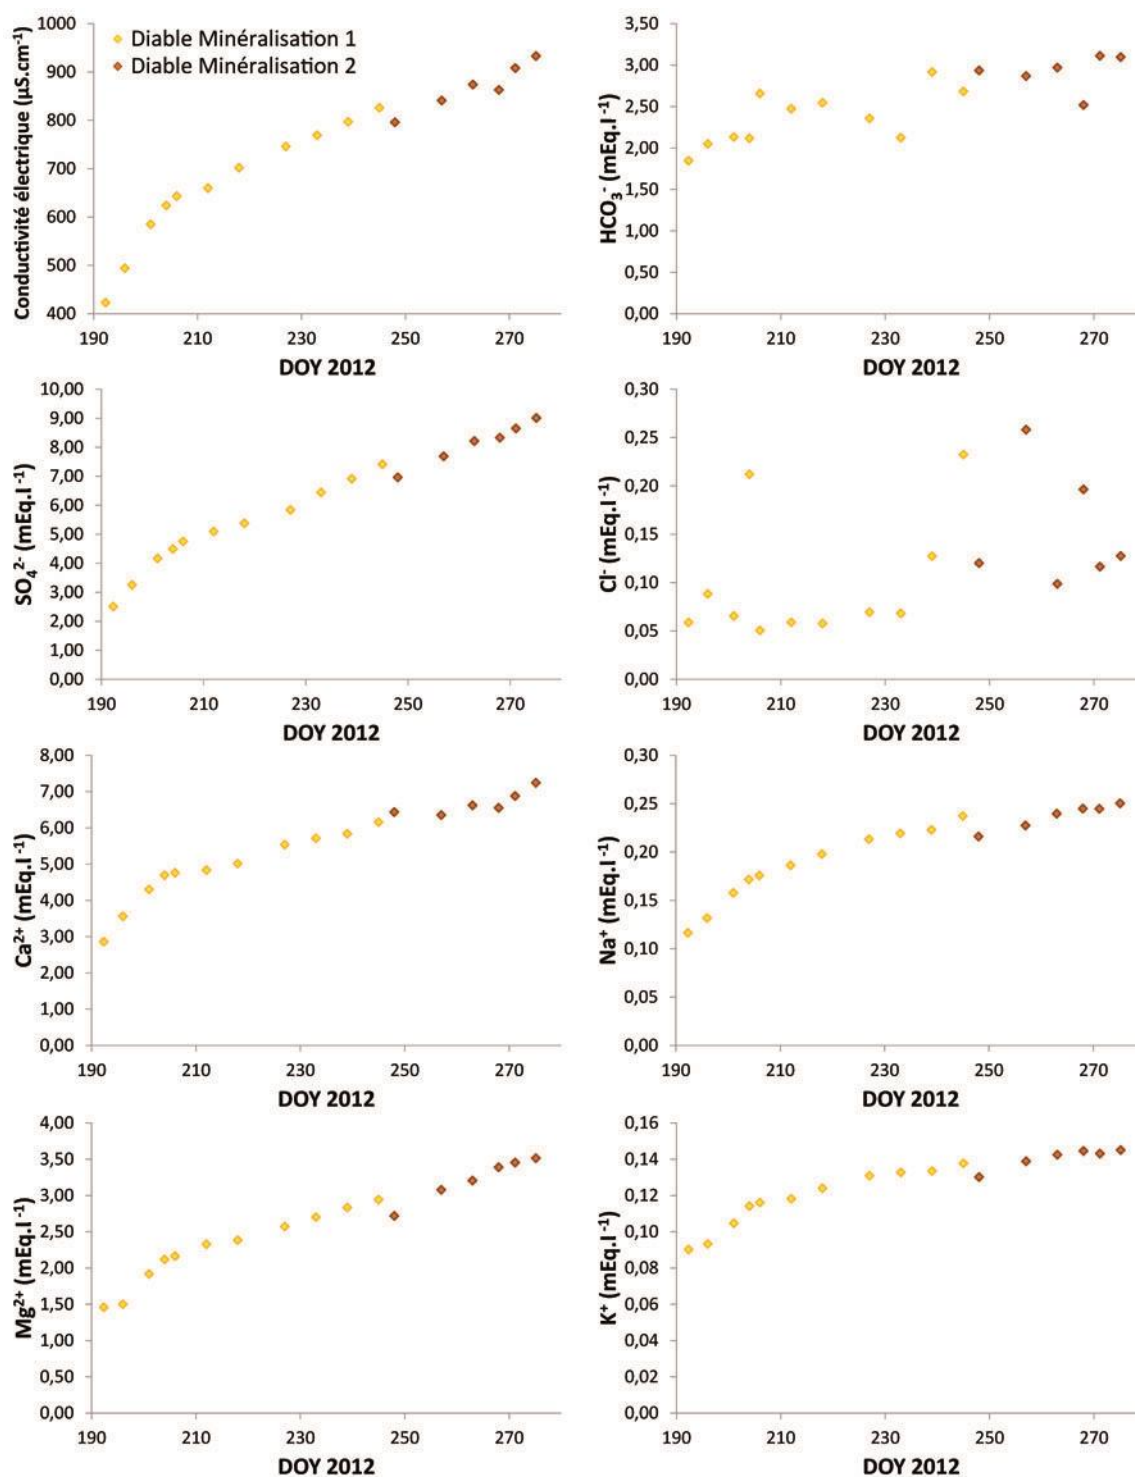 Diable Minéralisation 1
Diable Minéralisation 2
Conductivité électrique (µS.cm⁻¹)
1000
900
800
700
600
500
400
190 210 230 250 270
DOY 2012
HCO₃⁻ (mEq.l⁻¹)
3,50
3,00
2,50
2,00
1,50
1,00
0,50
0,00
190 210 230 250 270
DOY 2012
SO₄²⁻ (mEq.l⁻¹)
10,00
9,00
8,00
7,00
6,00
5,00
4,00
3,00
2,00
1,00
0,00
190 210 230 250 270
DOY 2012
Cl⁻ (mEq.l⁻¹)
0,30
0,25
0,20
0,15
0,10
0,05
0,00
190 210 230 250 270
DOY 2012
Ca²⁺ (mEq.l⁻¹)
8,00
7,00
6,00
5,00
4,00
3,00
2,00
1,00
0,00
190 210 230 250 270
DOY 2012
Na⁺ (mEq.l⁻¹)
0,30
0,25
0,20
0,15
0,10
0,05
0,00
190 210 230 250 270
DOY 2012
Mg²⁺ (mEq.l⁻¹)
4,00
3,50
3,00
2,50
2,00
1,50
1,00
0,50
0,00
190 210 230 250 270
DOY 2012
K⁺ (mEq.l⁻¹)
0,16
0,14
0,12
0,10
0,08
0,06
0,04
0,02
0,00
190 210 230 250 270
DOY 2012